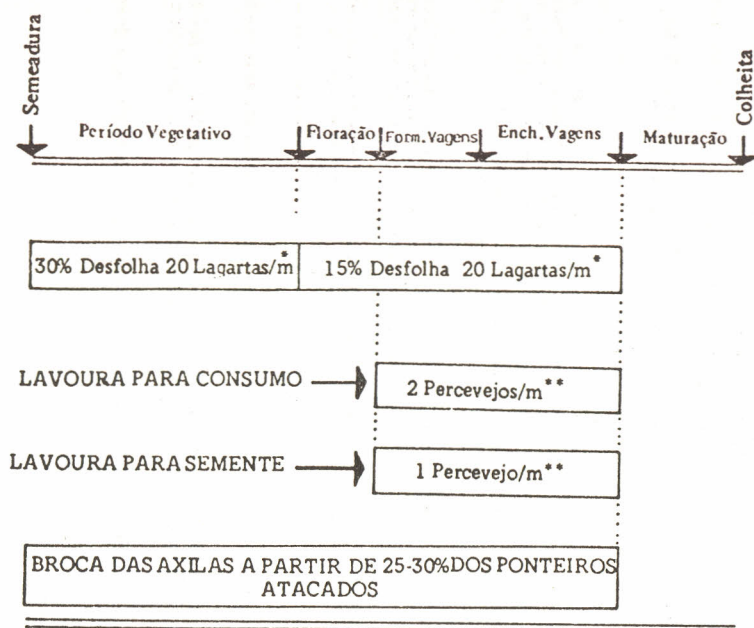 Semeadura
Colheita
Período Vegetativo
Floração
Form.Vagens
Ench.Vagens
Maturação
30% Desfolha 20 Lagartas/m*
15% Desfolha 20 Lagartas/m*
LAVOURA PARA CONSUMO
2 Percevejos/m**
LAVOURA PARA SEMENTE
1 Percevejo/m**
BROCA DAS AXILAS A PARTIR DE 25-30% DOS PONTEIROS
ATACADOS